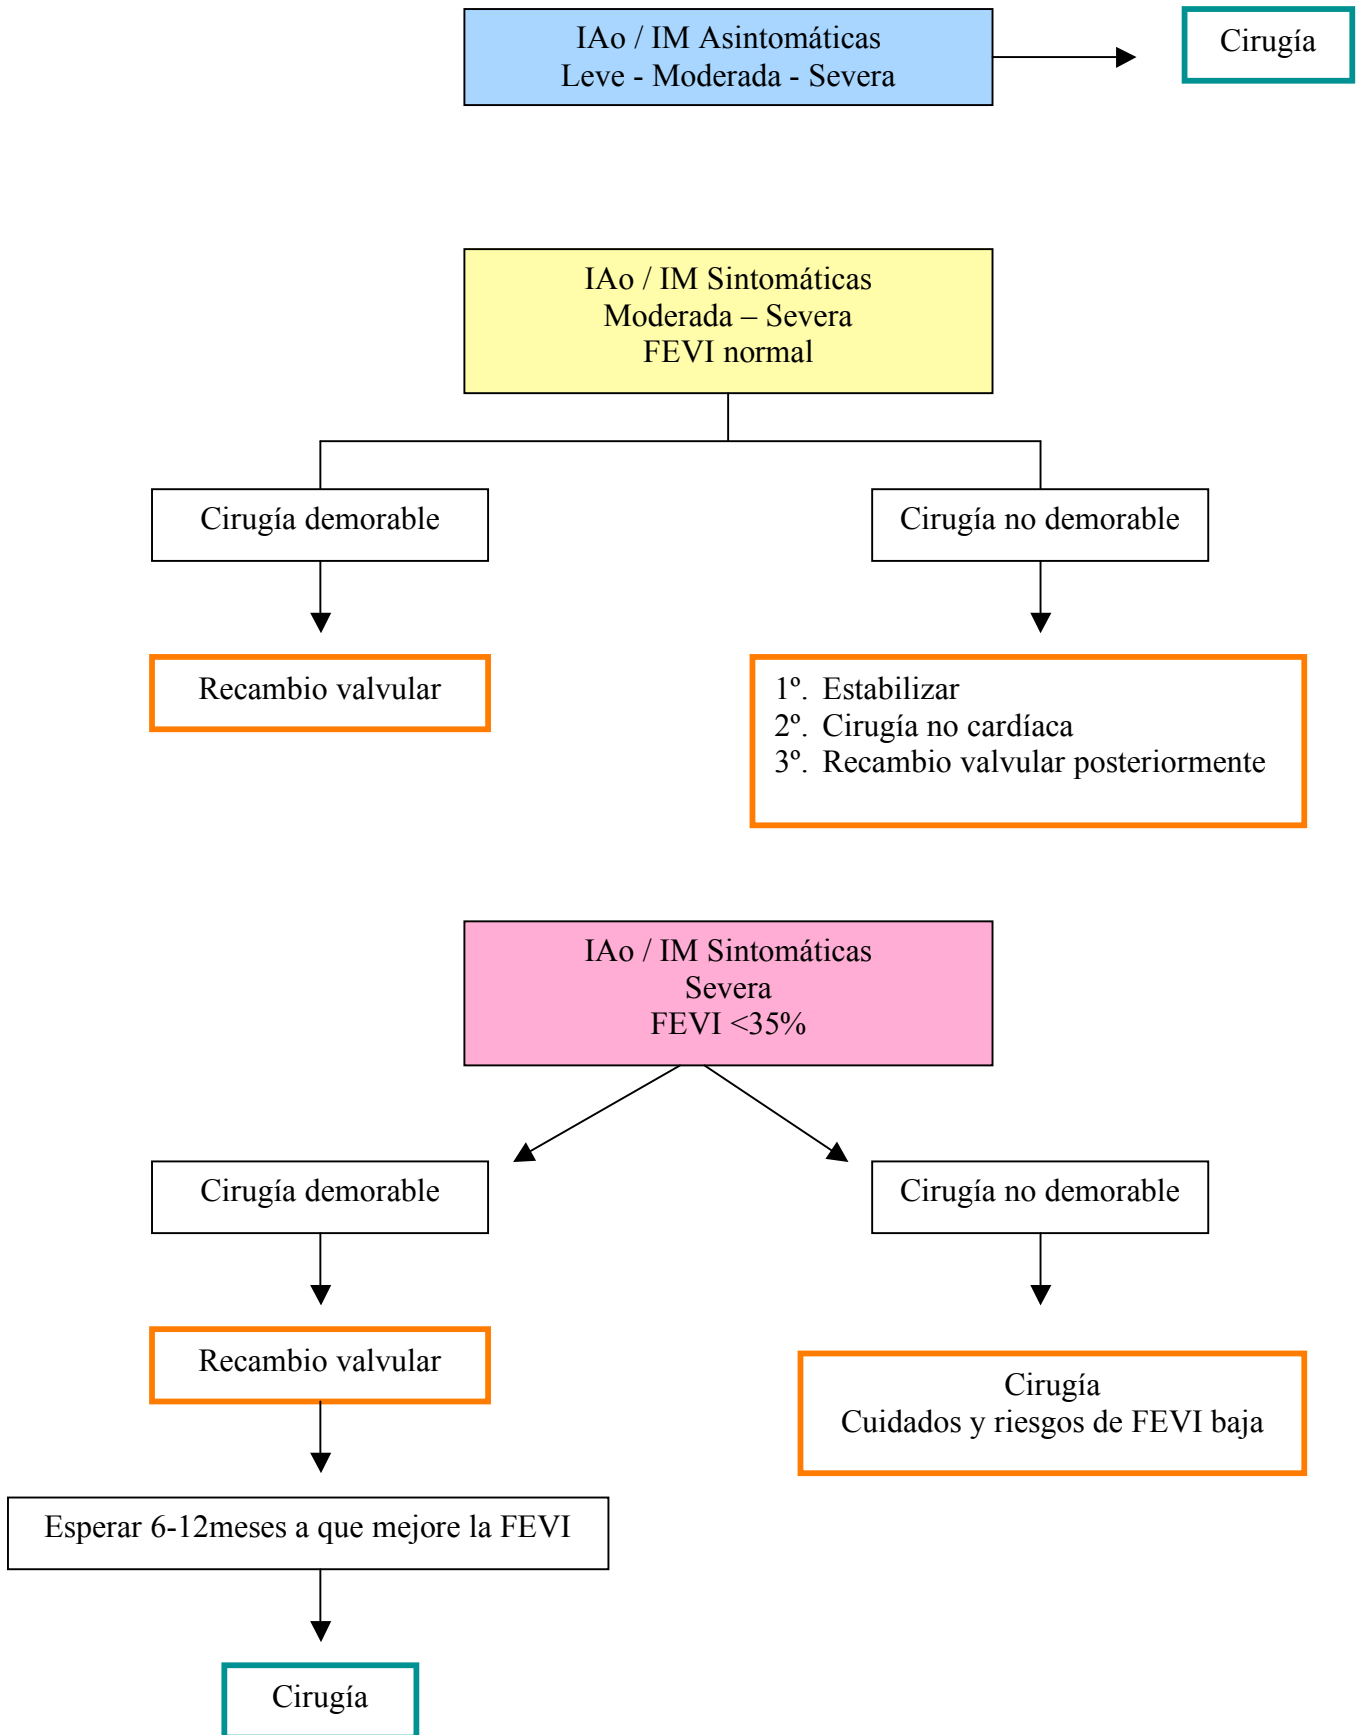 IAo / IM Asintomáticas
Leve - Moderada - Severa
Cirugía
IAo / IM Sintomáticas
Moderada – Severa
FEVI normal
Cirugía demorable
Cirugía no demorable
Recambio valvular
1º. Estabilizar
2º. Cirugía no cardíaca
3º. Recambio valvular posteriormente
IAo / IM Sintomáticas
Severa
FEVI <35%
Cirugía demorable
Cirugía no demorable
Recambio valvular
Cirugía
Cuidados y riesgos de FEVI baja
Esperar 6-12meses a que mejore la FEVI
Cirugía